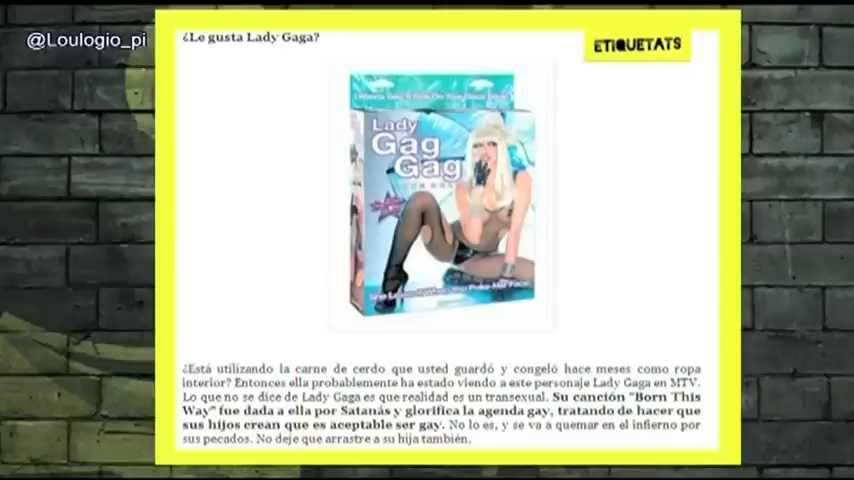 @Loulogio_pi
¿Le gusta Lady Gaga?
ETIQUETATS
Lady
Gag
Gag
¿Está utilizando la carne de cerdo que usted guardó y congeló hace meses como ropa
interior? Entonces ella probablemente ha estado viendo a este personaje Lady Gaga en MTV.
Lo que no se dice de Lady Gaga es que realidad es un transexual. Su canción "Born This
Way" fue dada a ella por Satanás y glorifica la agenda gay, tratando de hacer que
sus hijos crean que es aceptable ser gay. No lo es, y se va a quemar en el infierno por
sus pecados. No deje que arrastre a su hija también.